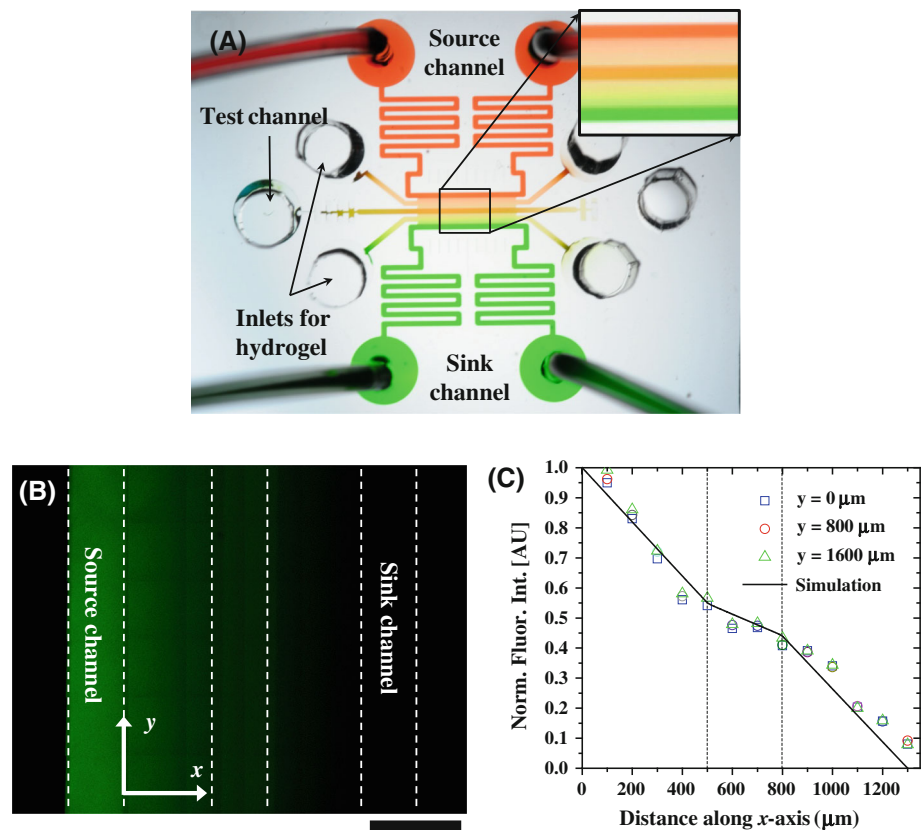 (A)
Source
channel
Test channel
Inlets for
hydrogel
Sink
channel
(B)
Source channel
Sink channel
y
x
(C)
Norm. Fluor. Int. [AU]
1.0
0.9
0.8
0.7
0.6
0.5
0.4
0.3
0.2
0.1
0.0
y = 0 μm
y = 800 μm
y = 1600 μm
Simulation
0 200 400 600 800 1000 1200
Distance along x-axis (μm)